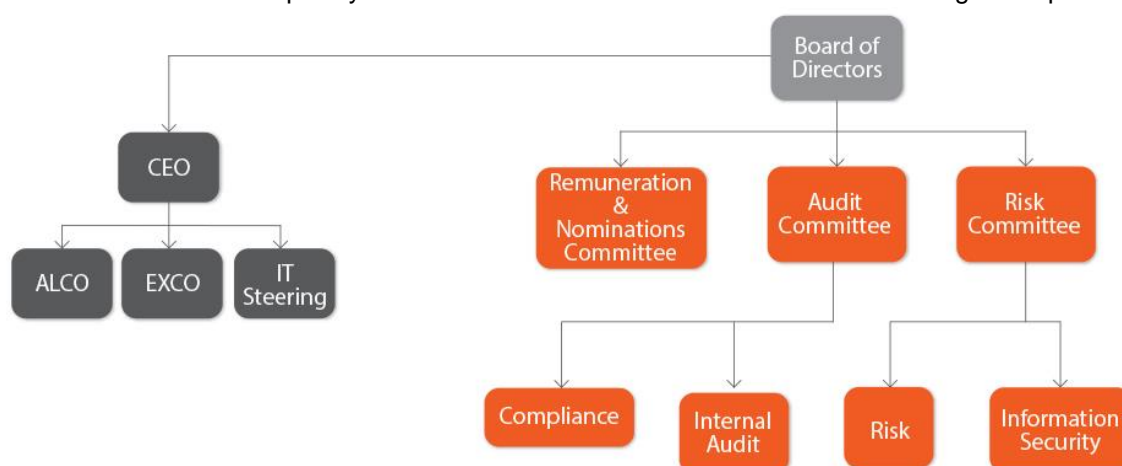 Board of
Directors
CEO
Remuneration
&
Nominations
Committee
Audit
Committee
Risk
Committee
ALCO
EXCO
IT
Steering
Compliance
Internal
Audit
Risk
Information
Security